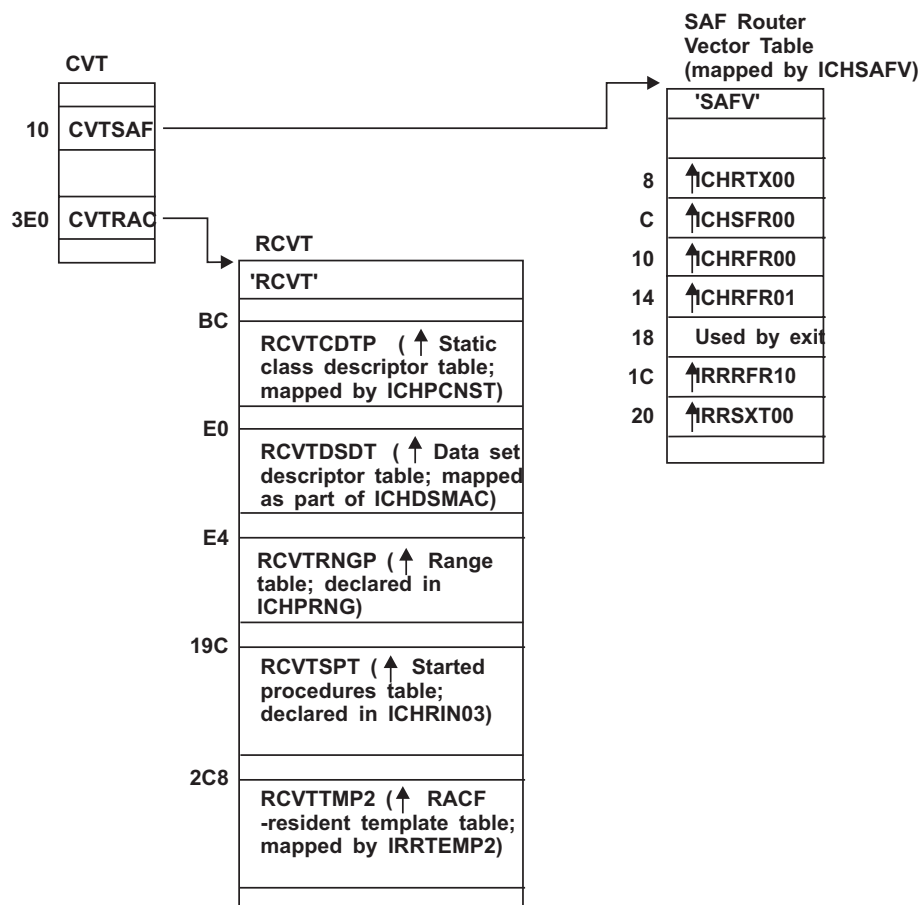 CVT
10 CVTSAF
3E0 CVTRAC
SAF Router
Vector Table
(mapped by ICHSAFV)
'SAFV'
8 ↑ICHRTX00
C ↑ICHSFR00
10 ↑ICHRFR00
14 ↑ICHRFR01
18 Used by exit
1C ↑IRRRFR10
20 ↑IRRSXT00
RCVT
'RCVT'
BC
RCVTCDTP (↑ Static
class descriptor table;
mapped by ICHPCNST)
E0
RCVTDSDT (↑ Data set
descriptor table; mapped
as part of ICHDSMAC)
E4
RCVTRNGP (↑ Range
table; declared in
ICHPRNG)
19C
RCVTSPT (↑ Started
procedures table;
declared in ICHRIN03)
2C8
RCVTTMP2 (↑ RACF
-resident template table;
mapped by IRRTEMP2)